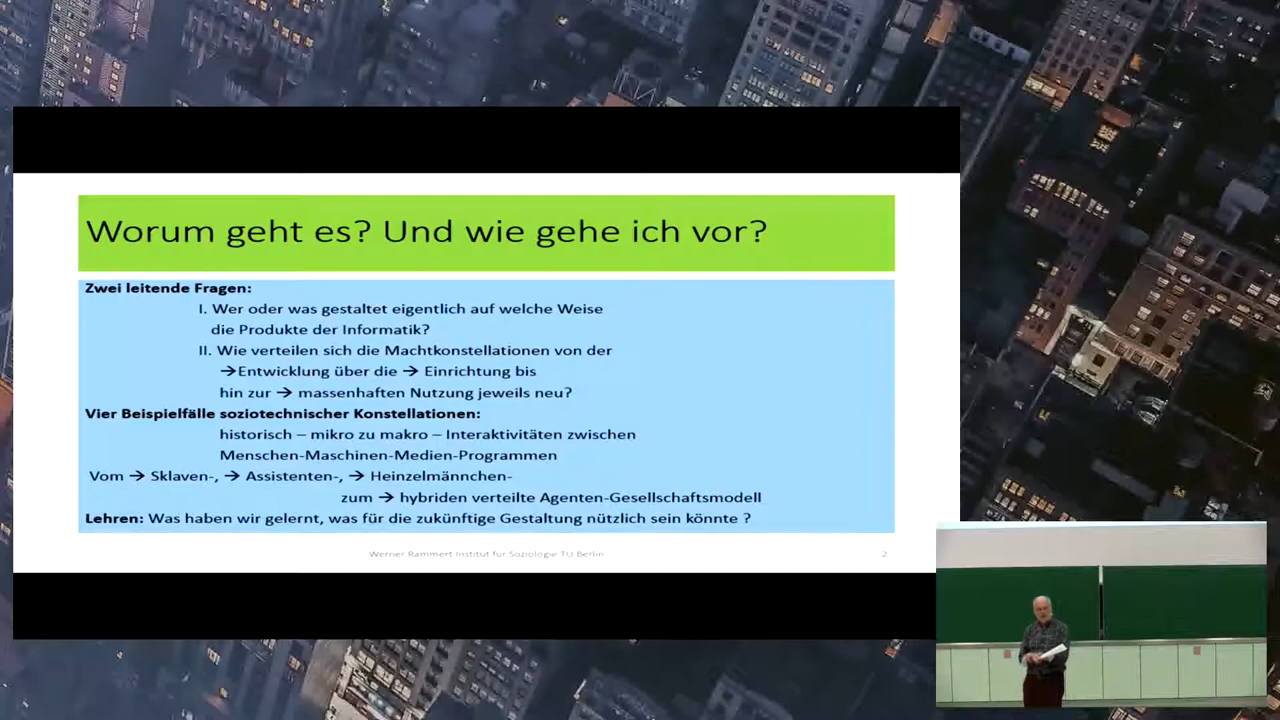 Worum geht es? Und wie gehe ich vor?
Zwei leitende Fragen:
I. Wer oder was gestaltet eigentlich auf welche Weise
die Produkte der Informatik?
II. Wie verteilen sich die Machtkonstellationen von der
→Entwicklung über die → Einrichtung bis
hin zur → massenhaften Nutzung jeweils neu?
Vier Beispielfälle soziotechnischer Konstellationen:
historisch – mikro zu makro – Interaktivitäten zwischen
Menschen-Maschinen-Medien-Programmen
Vom → Sklaven-, → Assistenten-, → Heinzelmännchen-
zum → hybriden verteilte Agenten-Gesellschaftsmodell
Lehren: Was haben wir gelernt, was für die zukünftige Gestaltung nützlich sein könnte ?
Werner Rammert Institut für Soziologie TU Berlin
2